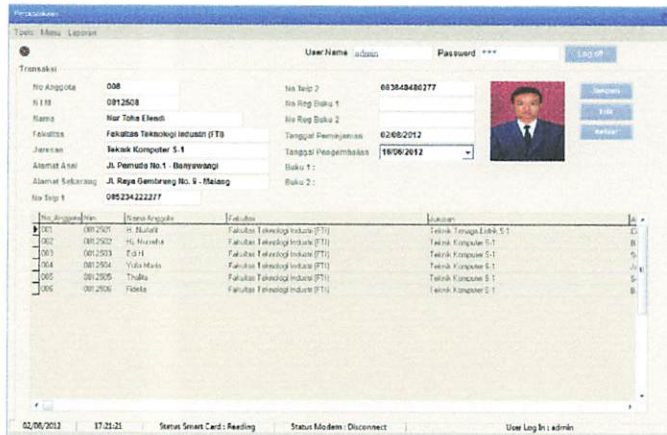 Perpustakaan
Tools Menu Laporan
User Name admin Password *** Log off
Transaksi
No Anggota 008
N I M 0812508
Nama Nur Toha Efendi
Fakultas Fakultas Teknologi Industri (FTI)
Jurusan Teknik Komputer S-1
Alamat Asal Jl. Pemuda No.1 - Banyuwangi
Alamat Sekarang Jl. Raya Gembrang No. 9 - Malang
No Telp 1 085234222277
No Telp 2 083848480277
No Reg Buku 1
No Reg Buku 2
Tanggal Peminjaman 02/08/2012
Tanggal Pengembalian 16/06/2012
Buku 1 :
Buku 2 :
Simpan
Edit
Keluar
No_Anggota Nim Nama Anggota Fakultas Jurusan
001 0812501 H. Nurlaili Fakultas Teknologi Industri (FTI) Teknik Tenaga Listrik S-1
002 0812502 Hj. Fakultas Teknologi Industri (FTI) Teknik Komputer S-1
003 0812503 Edi H Fakultas Teknologi Industri (FTI) Teknik Komputer S-1
004 0812504 Yulia Maria Fakultas Teknologi Industri (FTI) Teknik Komputer S-1
005 0812505 Thalita Fakultas Teknologi Industri (FTI) Teknik Komputer S-1
006 0812506 Fidelia Fakultas Teknologi Industri (FTI) Teknik Komputer S-1
02/08/2012 17:21:21 Status Smart Card : Reading Status Modem : Disconnect User Log In : admin